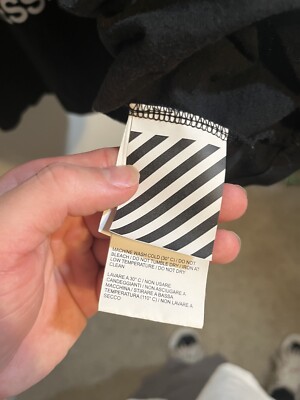 SS
MACHINE WASH COLD (30° C) / DO NOT
BLEACH / DO NOT TUMBLE DRY / IRON AT
LOW TEMPERATURE / DO NOT DRY
CLEAN
LAVARE A 30° C / NON USARE
CANDEGGIANTI / NON ASCIUGARE A
MACCHINA / STIRARE A BASSA
TEMPERATURA (110° C) / NON LAVARE A
SECCO